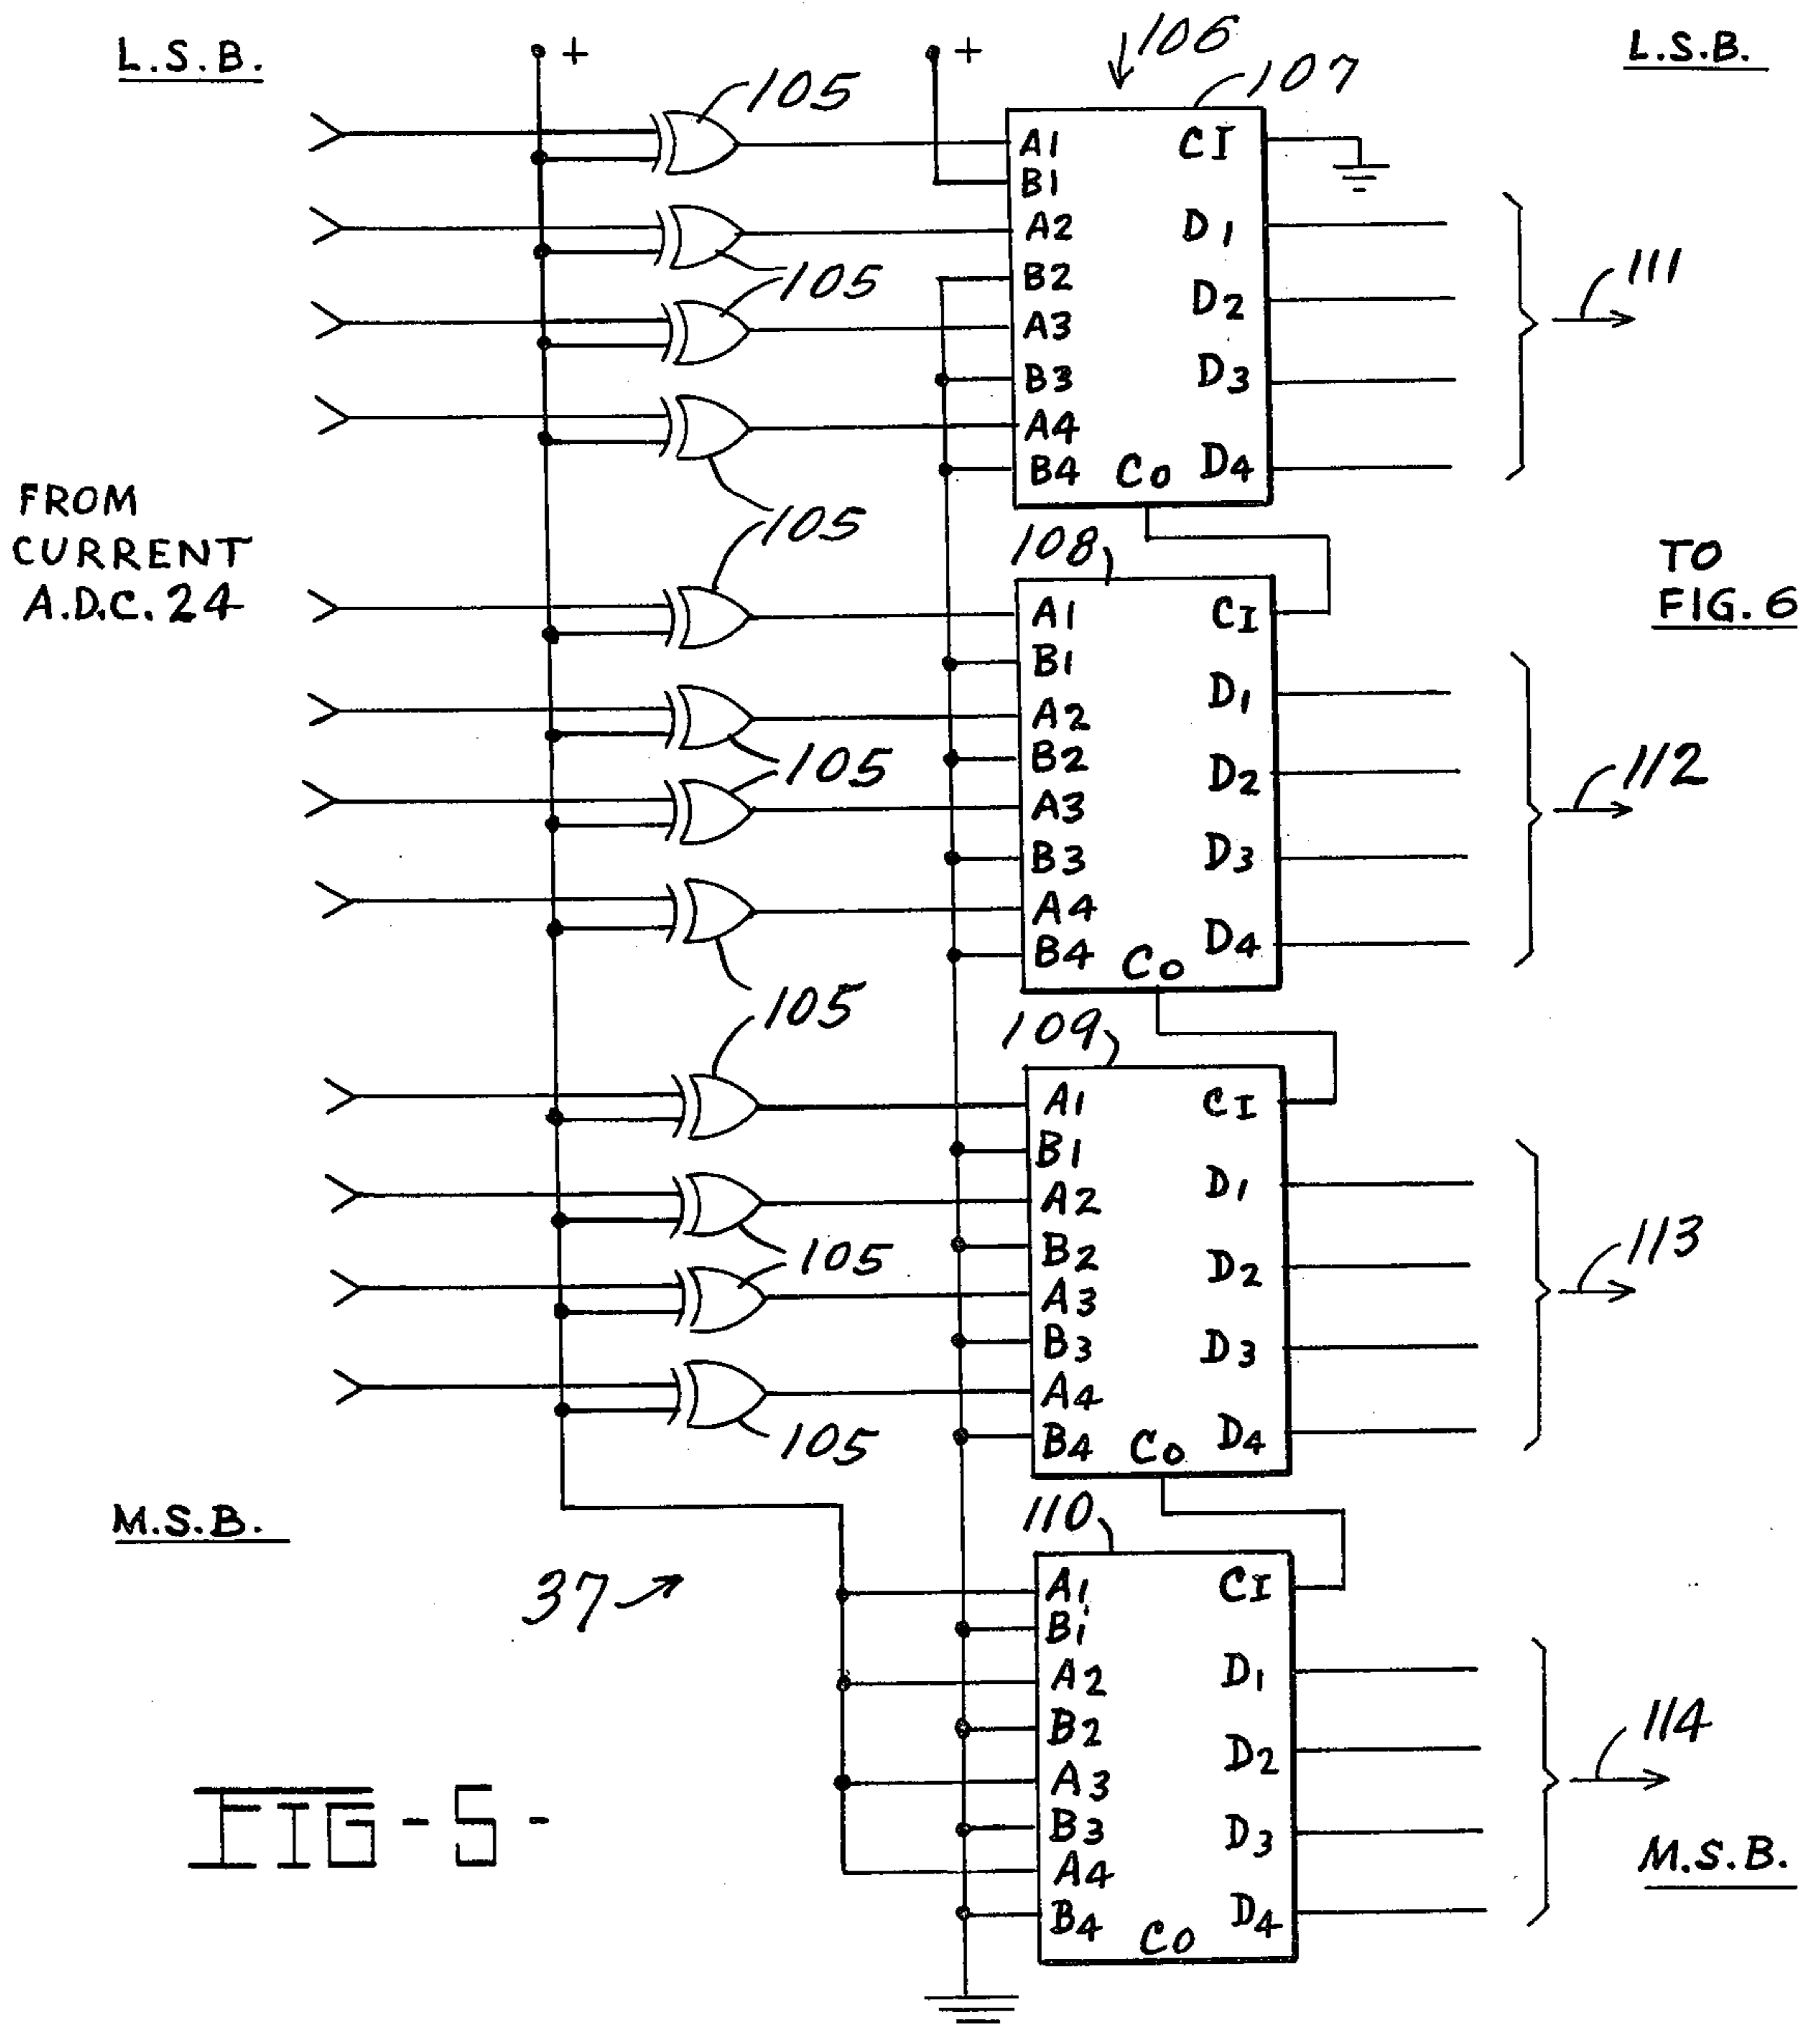 L.S.B.
+
+
106
107
L.S.B.
105
A1
CI
B1
A2
D1
105
B2
D2
111
A3
B3
D3
A4
B4
CO
D4
FROM
CURRENT
A.D.C. 24
105
108
TO
FIG. 6
A1
CI
B1
D1
A2
105
B2
D2
112
A3
B3
D3
A4
B4
CO
D4
105
109
A1
CI
B1
D1
A2
105
B2
D2
113
A3
B3
D3
A4
105
B4
CO
D4
M.S.B.
110
37
A1
CI
B1
A2
D1
B2
D2
114
A3
B3
D3
A4
M.S.B.
B4
CO
D4
FIG-5-